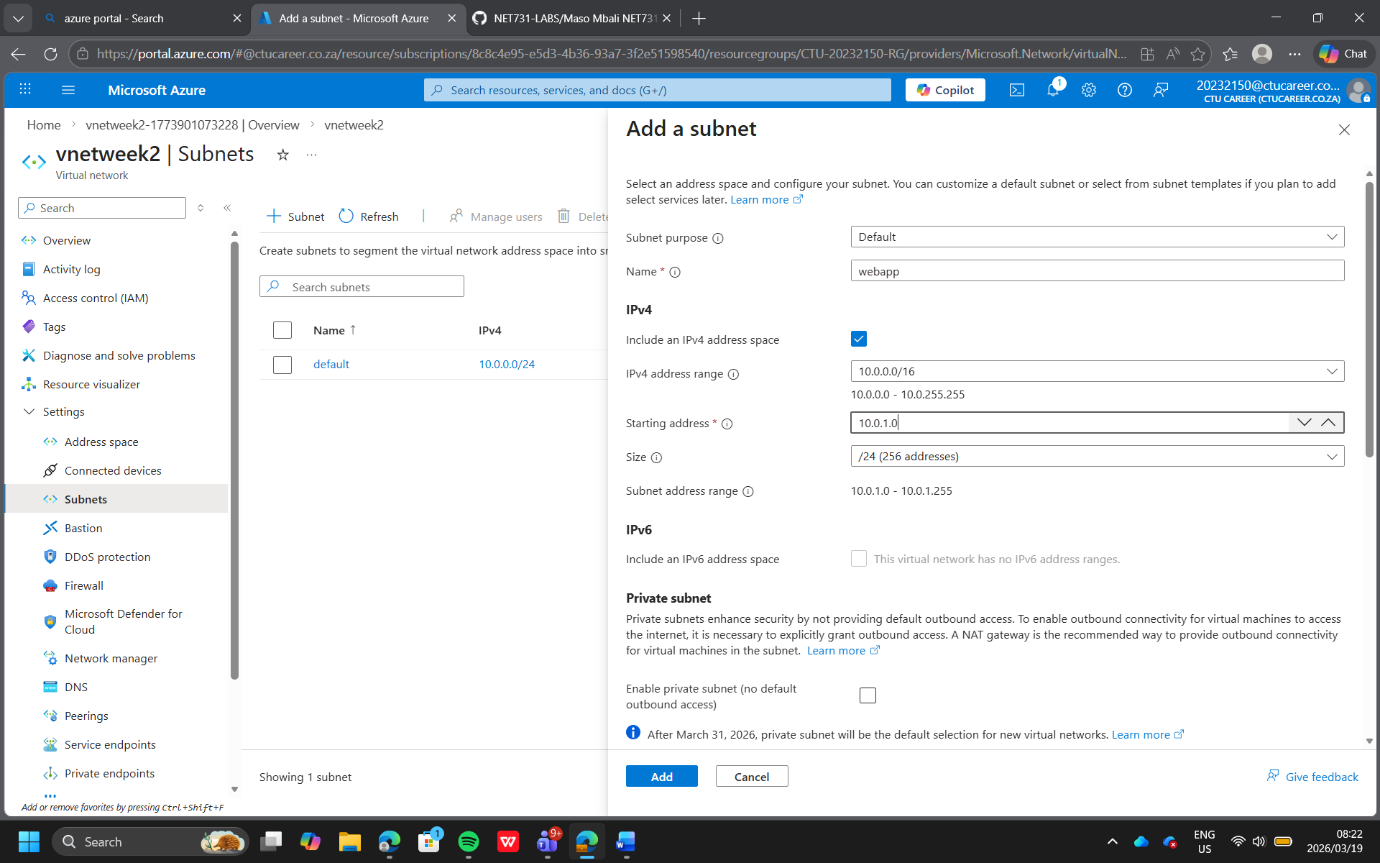 azure portal - Search
Add a subnet - Microsoft Azure
NET731-LABS/Maso Mbali NET731
https://portal.azure.com/#@ctucareer.co.za/resource/subscriptions/8c8c4e95-e5d3-4b36-93a7-3f2e51598540/resourcegroups/CTU-20232150-RG/providers/Microsoft.Network/virtualN...
Chat
Microsoft Azure
Search resources, services, and docs (G+/)
Copilot
1
20232150@ctucareer.co...
CTU CAREER (CTUCAREER.CO.ZA)
Home
vnetweek2-1773901073228 | Overview
vnetweek2
vnetweek2 | Subnets
Virtual network
Search
Overview
Activity log
Access control (IAM)
Tags
Diagnose and solve problems
Resource visualizer
Settings
Address space
Connected devices
Subnets
Bastion
DDoS protection
Firewall
Microsoft Defender for
Cloud
Network manager
DNS
Peerings
Service endpoints
Private endpoints
Add or remove favorites by pressing Ctrl+Shift+F
Subnet
Refresh
Manage users
Delete
Create subnets to segment the virtual network address space into
Search subnets
Name ↑
IPv4
default
10.0.0.0/24
Showing 1 subnet
Add a subnet
Select an address space and configure your subnet. You can customize a default subnet or select from subnet templates if you plan to add
select services later. Learn more
Subnet purpose
Default
Name *
webapp
IPv4
Include an IPv4 address space
IPv4 address range
10.0.0.0/16
10.0.0.0 - 10.0.255.255
Starting address *
10.0.1.0
Size
/24 (256 addresses)
Subnet address range
10.0.1.0 - 10.0.1.255
IPv6
Include an IPv6 address space
This virtual network has no IPv6 address ranges.
Private subnet
Private subnets enhance security by not providing default outbound access. To enable outbound connectivity for virtual machines to access
the internet, it is necessary to explicitly grant outbound access. A NAT gateway is the recommended way to provide outbound connectivity
for virtual machines in the subnet. Learn more
Enable private subnet (no default
outbound access)
After March 31, 2026, private subnet will be the default selection for new virtual networks. Learn more
Add
Cancel
Give feedback
Search
1
9+
ENG
US
08:22
2026/03/19